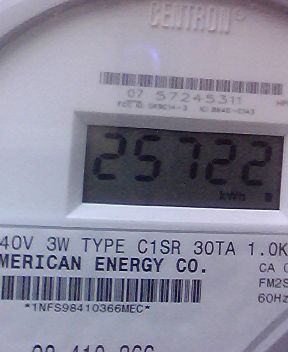 CENTRON®
07 57245311
25722
kWh
40V 3W TYPE C1SR 30TA 1.0K
MERICAN ENERGY CO. CA
FM2S
60Hz
*1NFS98410366MEC*